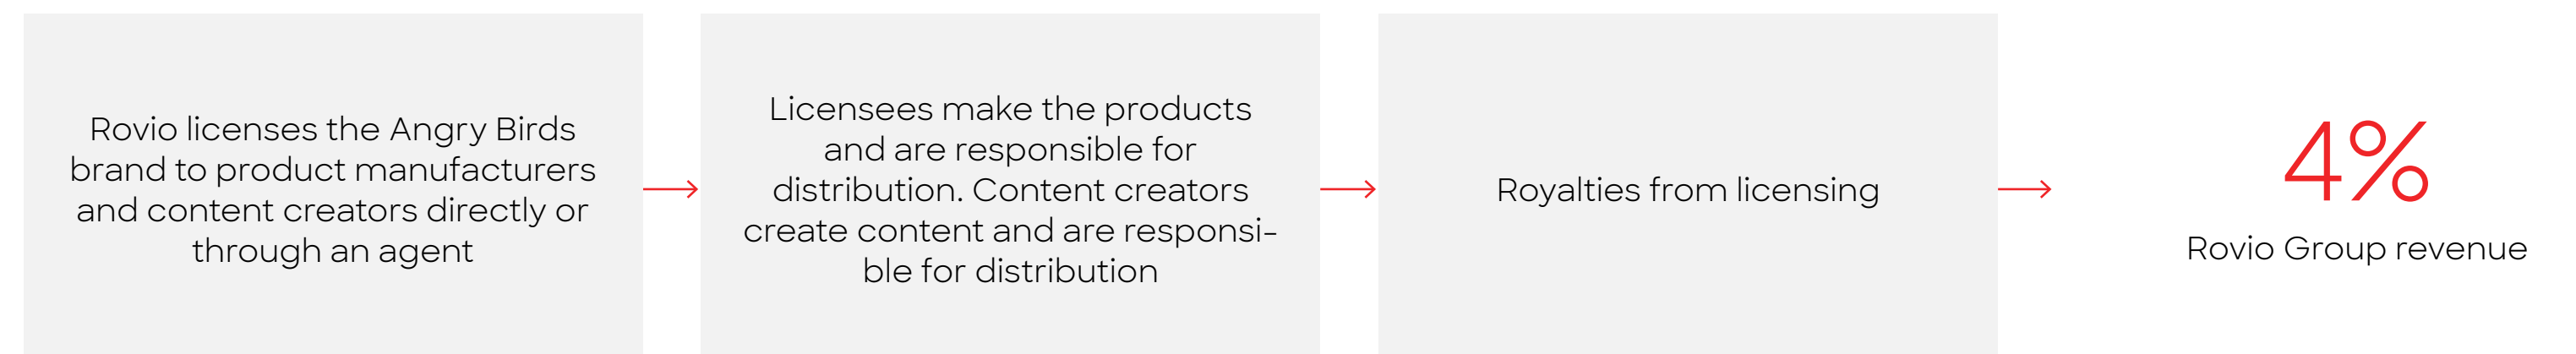 Rovio licenses the Angry Birds
brand to product manufacturers
and content creators directly or
through an agent
Licensees make the products
and are responsible for
distribution. Content creators
create content and are responsi-
ble for distribution
Royalties from licensing
4%
Rovio Group revenue